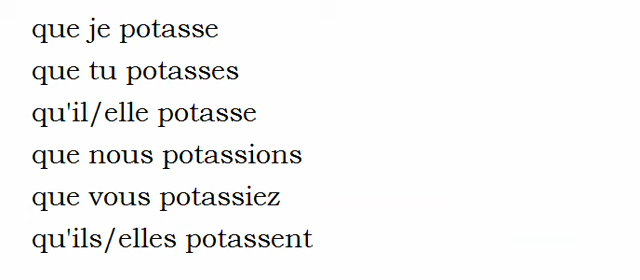 que je potasse
que tu potasses
qu'il/elle potasse
que nous potassions
que vous potassiez
qu'ils/elles potassent